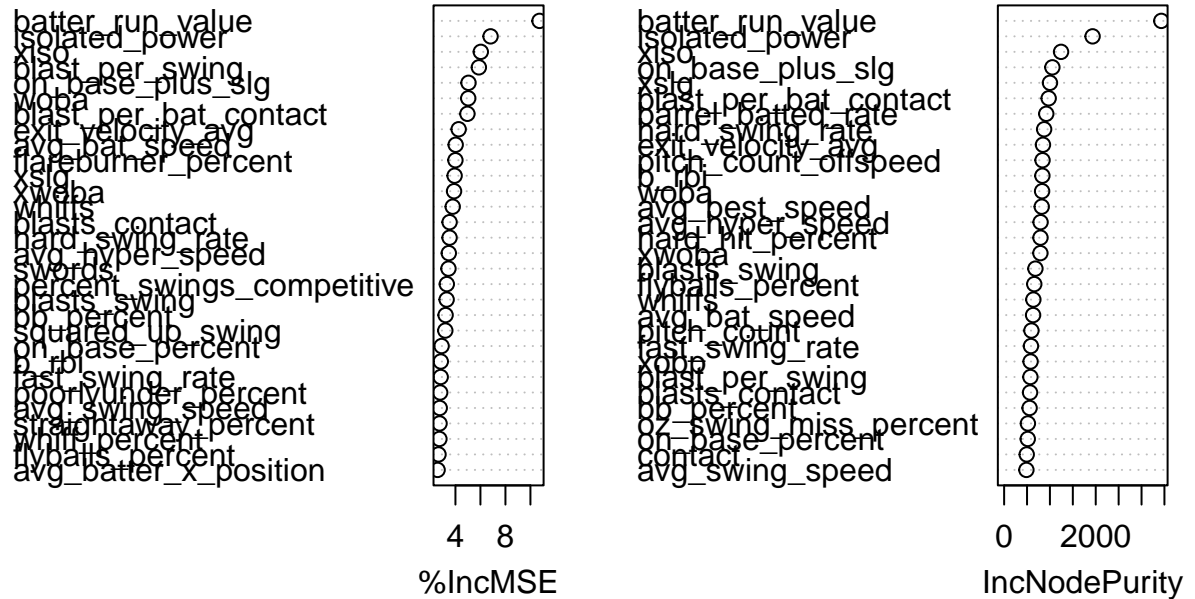 batter_run_value
isolated_power
xiso
blast_per_swing
on_base_plus_slg
woba
blast_per_bat_contact
exit_velocity_avg
avg_bat_speed
flareburner_percent
xslg
xwoba
whiffs
blasts_contact
hard_swing_rate
avg_hyper_speed
swords
percent_swings_competitive
blasts_swing
bb_percent
squared_up_swing
on_base_percent
b_rbi
fast_swing_rate
poorlyunder_percent
avg_swing_speed
straightaway_percent
whiff_percent
flyballs_percent
avg_batter_x_position
4 8
%IncMSE
batter_run_value
isolated_power
xiso
on_base_plus_slg
xslg
blast_per_bat_contact
barrel_batted_rate
hard_swing_rate
exit_velocity_avg
pitch_count_offspeed
b_rbi
woba
avg_best_speed
avg_hyper_speed
hard_hit_percent
xwoba
blasts_swing
flyballs_percent
whiffs
avg_bat_speed
pitch_count
fast_swing_rate
xobp
blast_per_swing
blasts_contact
bb_percent
oz_swing_miss_percent
on_base_percent
contact
avg_swing_speed
0 2000
IncNodePurity